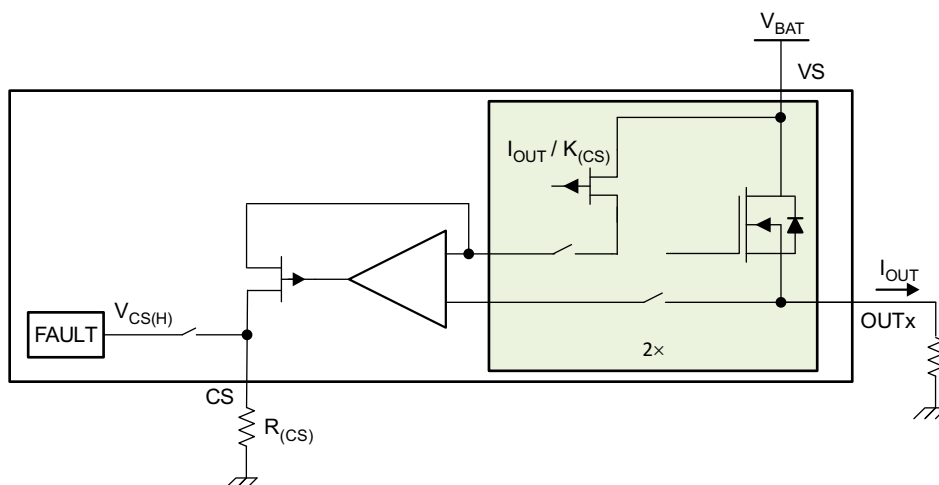 V_BAT
VS
I_OUT / K_(CS)
I_OUT
OUTx
V_CS(H)
FAULT
2×
CS
R_(CS)